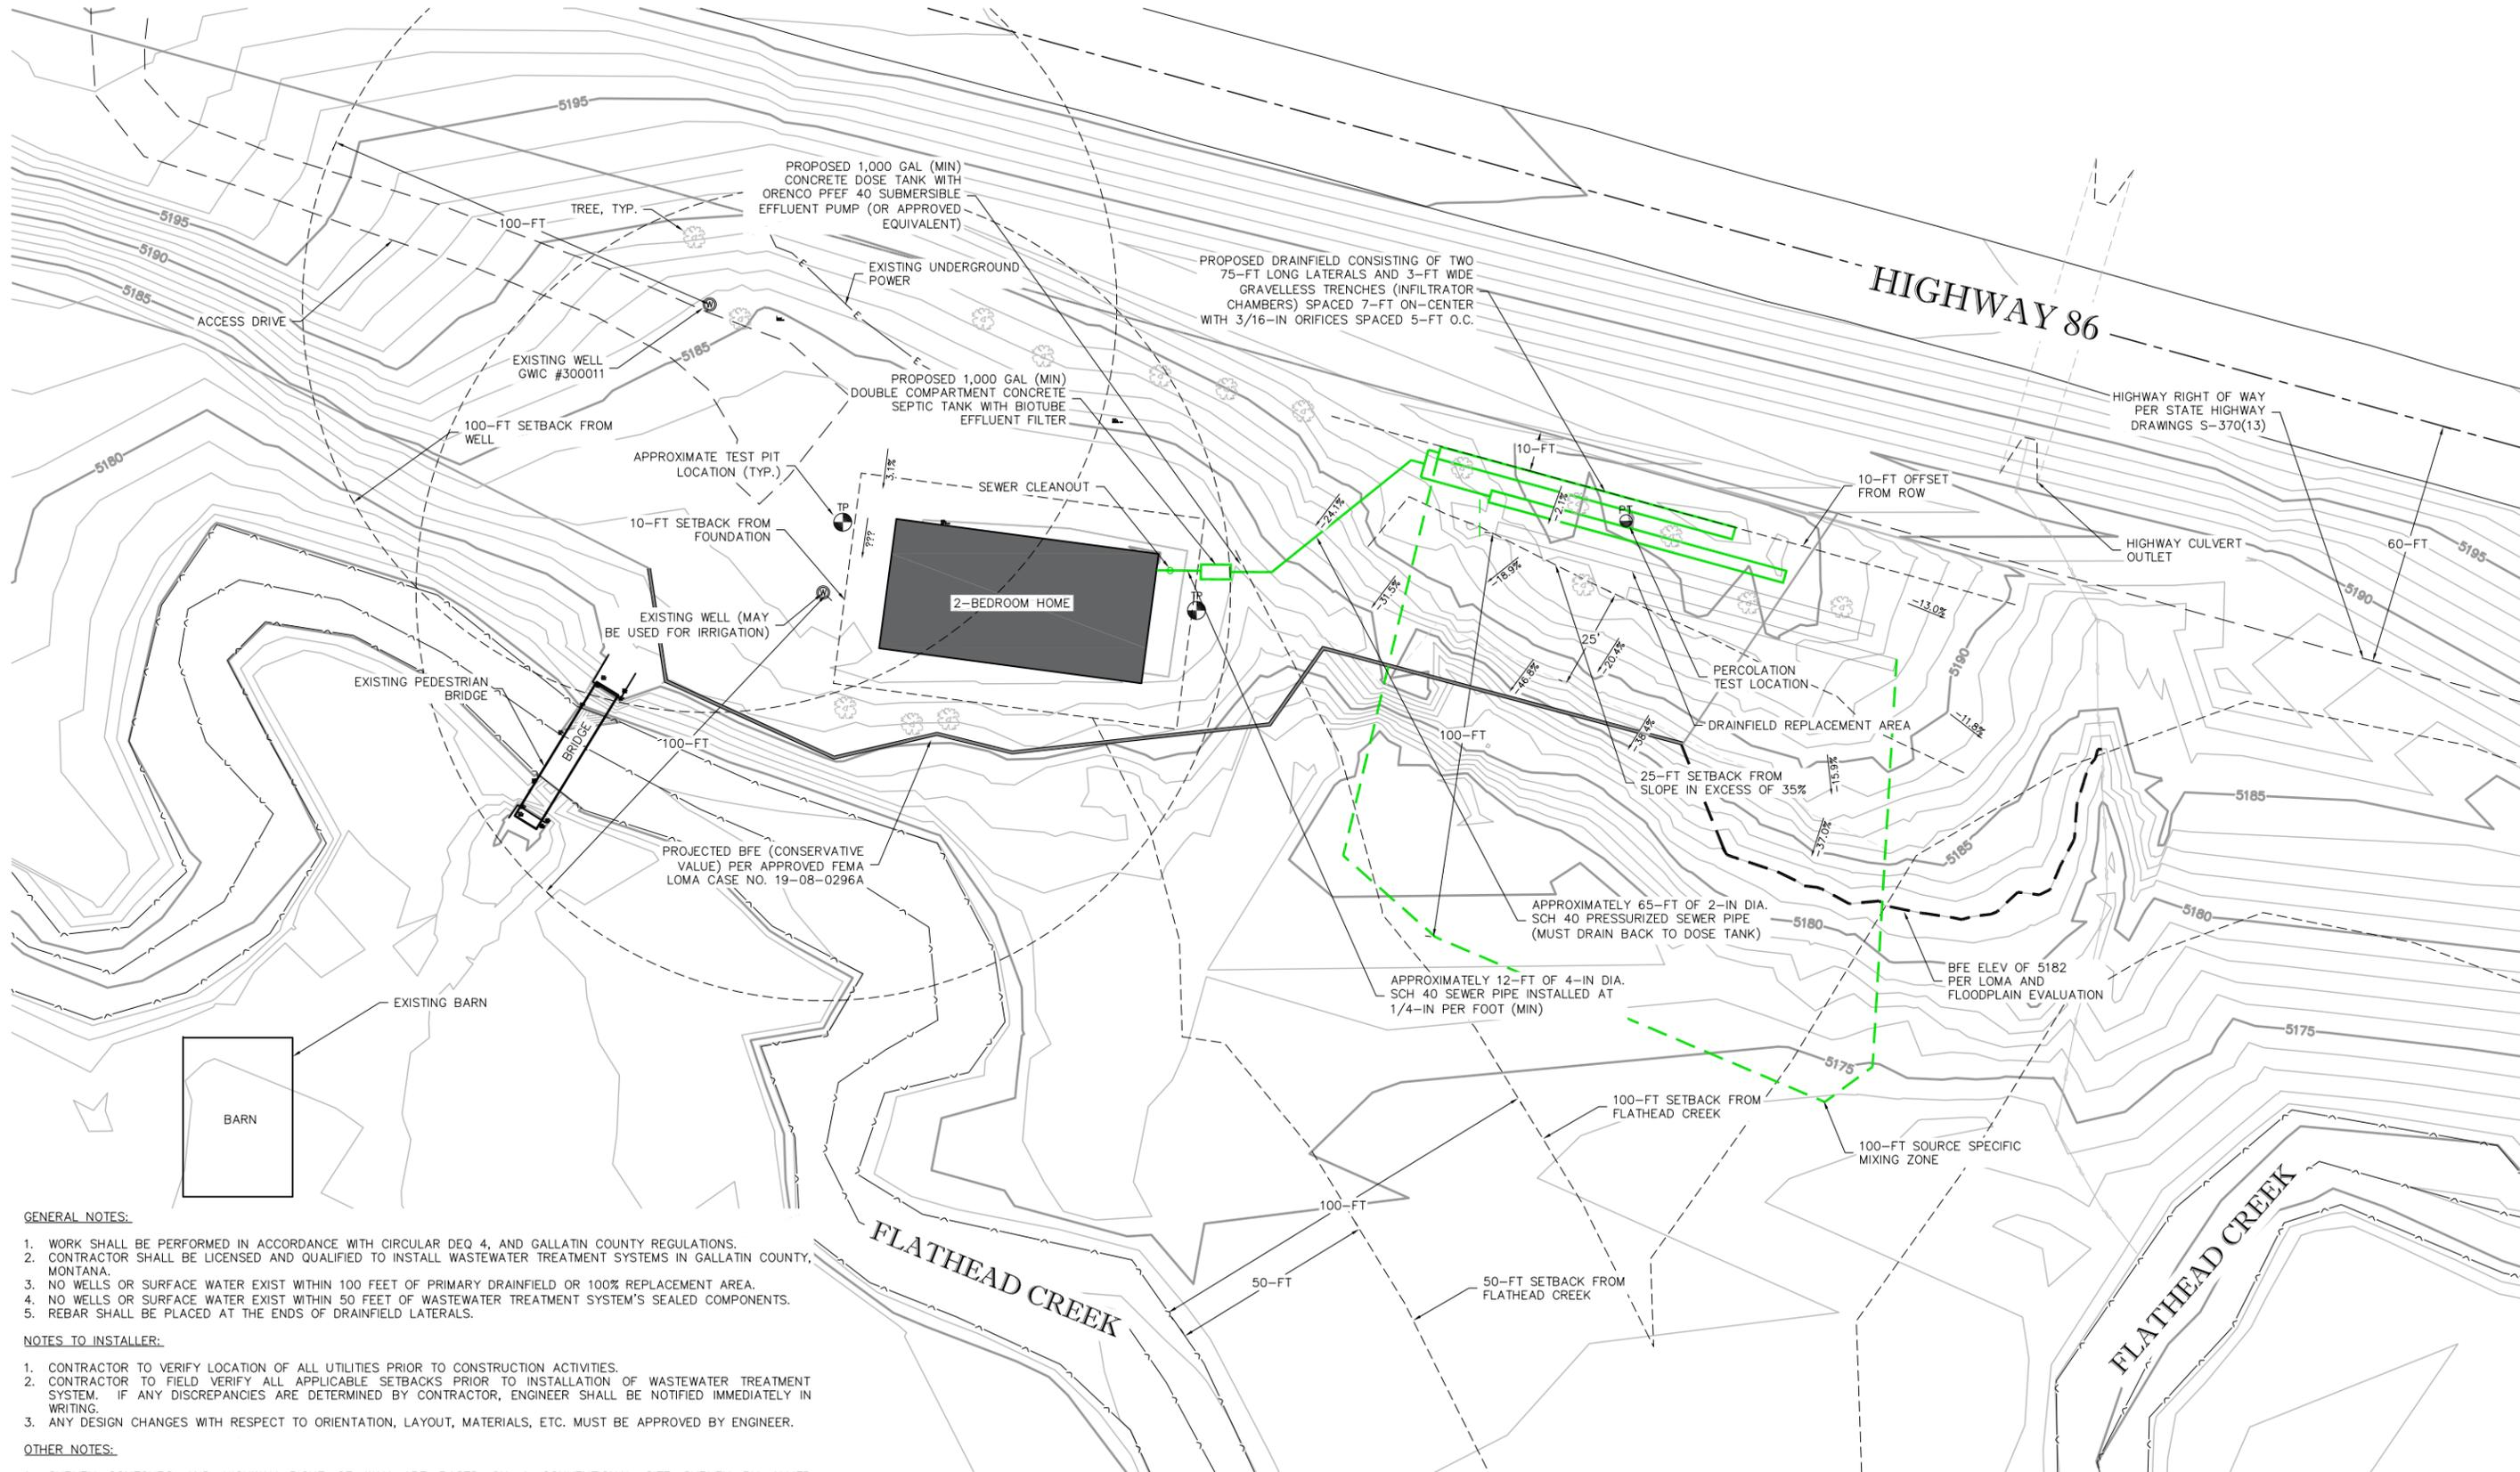 5195
PROPOSED 1,000 GAL (MIN)
CONCRETE DOSE TANK WITH
ORENCO PFEF 40 SUBMERSIBLE
EFFLUENT PUMP (OR APPROVED
EQUIVALENT)
TREE, TYP.
100-FT
5195
5190
5185
ACCESS DRIVE
EXISTING UNDERGROUND
POWER
E
E
E
W
EXISTING WELL
GWIC #300011
5185
PROPOSED DRAINFIELD CONSISTING OF TWO
75-FT LONG LATERALS AND 3-FT WIDE
GRAVELLESS TRENCHES (INFILTRATOR
CHAMBERS) SPACED 7-FT ON-CENTER
WITH 3/16-IN ORIFICES SPACED 5-FT O.C.
HIGHWAY 86
PROPOSED 1,000 GAL (MIN)
DOUBLE COMPARTMENT CONCRETE
SEPTIC TANK WITH BIOTUBE
EFFLUENT FILTER
HIGHWAY RIGHT OF WAY
PER STATE HIGHWAY
DRAWINGS S-370(13)
100-FT SETBACK FROM
WELL
5180
APPROXIMATE TEST PIT
LOCATION (TYP.)
3.1%
SEWER CLEANOUT
10-FT
10-FT OFFSET
FROM ROW
TP
10-FT SETBACK FROM
FOUNDATION
???
-24.1%
-2.1%
PT
HIGHWAY CULVERT
OUTLET
60-FT
5195
5190
W
2-BEDROOM HOME
TP
EXISTING WELL (MAY
BE USED FOR IRRIGATION)
-31.5%
-18.9%
25'
-20.4%
-13.0%
EXISTING PEDESTRIAN
BRIDGE
BRIDGE
100-FT
-46.8%
PERCOLATION
TEST LOCATION
5190
DRAINFIELD REPLACEMENT AREA
-11.8%
100-FT
-38.4%
25-FT SETBACK FROM
SLOPE IN EXCESS OF 35%
-15.6%
5185
-37.0%
5185
PROJECTED BFE (CONSERVATIVE
VALUE) PER APPROVED FEMA
LOMA CASE NO. 19-08-0296A
APPROXIMATELY 65-FT OF 2-IN DIA.
SCH 40 PRESSURIZED SEWER PIPE
(MUST DRAIN BACK TO DOSE TANK)
5180
5180
APPROXIMATELY 12-FT OF 4-IN DIA.
SCH 40 SEWER PIPE INSTALLED AT
1/4-IN PER FOOT (MIN)
BFE ELEV OF 5182
PER LOMA AND
FLOODPLAIN EVALUATION
EXISTING BARN
5175
5175
BARN
100-FT SETBACK FROM
FLATHEAD CREEK
100-FT SOURCE SPECIFIC
MIXING ZONE
100-FT
50-FT
50-FT SETBACK FROM
FLATHEAD CREEK
FLATHEAD CREEK
FLATHEAD CREEK
GENERAL NOTES:
1. WORK SHALL BE PERFORMED IN ACCORDANCE WITH CIRCULAR DEQ 4, AND GALLATIN COUNTY REGULATIONS.
2. CONTRACTOR SHALL BE LICENSED AND QUALIFIED TO INSTALL WASTEWATER TREATMENT SYSTEMS IN GALLATIN COUNTY,
MONTANA.
3. NO WELLS OR SURFACE WATER EXIST WITHIN 100 FEET OF PRIMARY DRAINFIELD OR 100% REPLACEMENT AREA.
4. NO WELLS OR SURFACE WATER EXIST WITHIN 50 FEET OF WASTEWATER TREATMENT SYSTEM'S SEALED COMPONENTS.
5. REBAR SHALL BE PLACED AT THE ENDS OF DRAINFIELD LATERALS.
NOTES TO INSTALLER:
1. CONTRACTOR TO VERIFY LOCATION OF ALL UTILITIES PRIOR TO CONSTRUCTION ACTIVITIES.
2. CONTRACTOR TO FIELD VERIFY ALL APPLICABLE SETBACKS PRIOR TO INSTALLATION OF WASTEWATER TREATMENT
SYSTEM. IF ANY DISCREPANCIES ARE DETERMINED BY CONTRACTOR, ENGINEER SHALL BE NOTIFIED IMMEDIATELY IN
WRITING.
3. ANY DESIGN CHANGES WITH RESPECT TO ORIENTATION, LAYOUT, MATERIALS, ETC. MUST BE APPROVED BY ENGINEER.
OTHER NOTES: